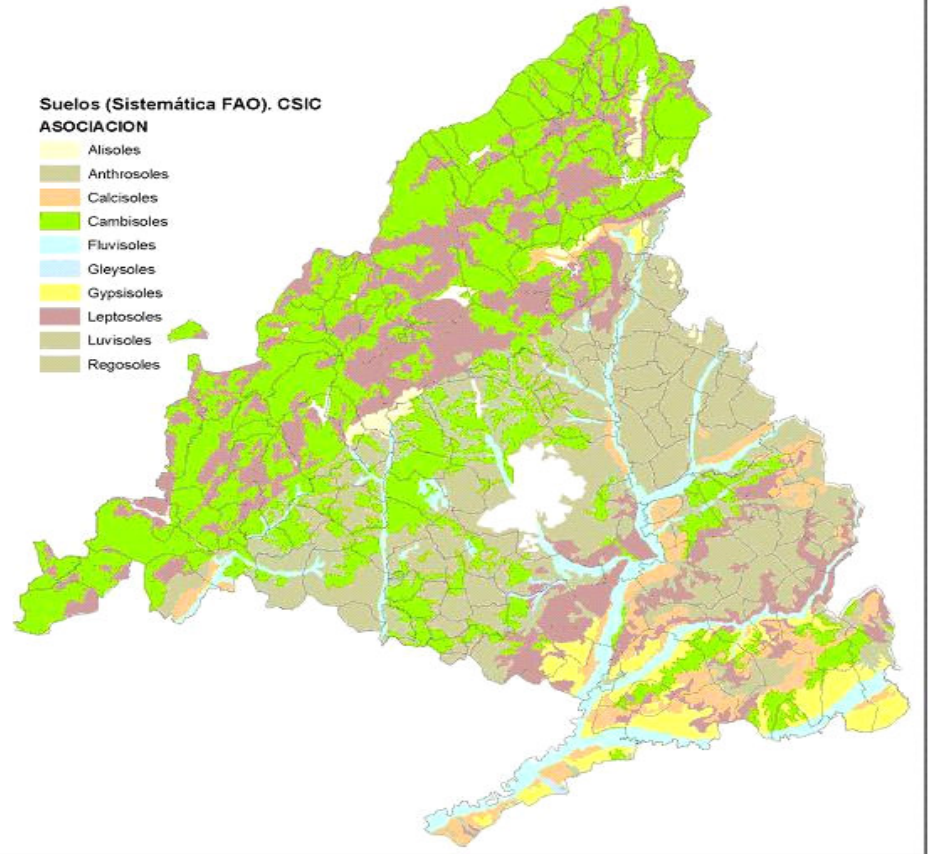 Suelos (Sistemática FAO). CSIC
ASOCIACION
Alisoles
Anthrosoles
Calcisoles
Cambisoles
Fluvisoles
Gleysoles
Gypsisoles
Leptosoles
Luvisoles
Regosoles